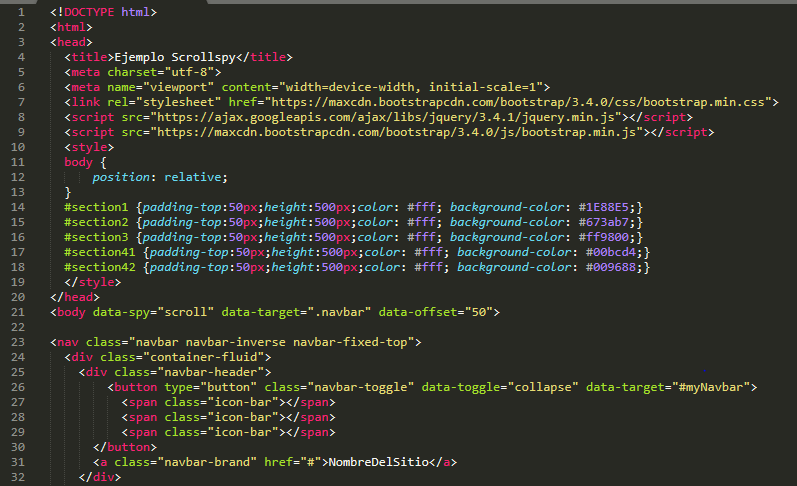 1 <!DOCTYPE html>
2 <html>
3 <head>
4 <title>Ejemplo Scrollspy</title>
5 <meta charset="utf-8">
6 <meta name="viewport" content="width=device-width, initial-scale=1">
7 <link rel="stylesheet" href="https://maxcdn.bootstrapcdn.com/bootstrap/3.4.0/css/bootstrap.min.css">
8 <script src="https://ajax.googleapis.com/ajax/libs/jquery/3.4.1/jquery.min.js"></script>
9 <script src="https://maxcdn.bootstrapcdn.com/bootstrap/3.4.0/js/bootstrap.min.js"></script>
10 <style>
11 body {
12 position: relative;
13 }
14 #section1 {padding-top:50px;height:500px;color: #fff; background-color: #1E88E5;}
15 #section2 {padding-top:50px;height:500px;color: #fff; background-color: #673ab7;}
16 #section3 {padding-top:50px;height:500px;color: #fff; background-color: #ff9800;}
17 #section41 {padding-top:50px;height:500px;color: #fff; background-color: #00bcd4;}
18 #section42 {padding-top:50px;height:500px;color: #fff; background-color: #009688;}
19 </style>
20 </head>
21 <body data-spy="scroll" data-target=".navbar" data-offset="50">
22
23 <nav class="navbar navbar-inverse navbar-fixed-top">
24 <div class="container-fluid">
25 <div class="navbar-header">
26 <button type="button" class="navbar-toggle" data-toggle="collapse" data-target="#myNavbar">
27 <span class="icon-bar"></span>
28 <span class="icon-bar"></span>
29 <span class="icon-bar"></span>
30 </button>
31 <a class="navbar-brand" href="#">NombreDelSitio</a>
32 </div>